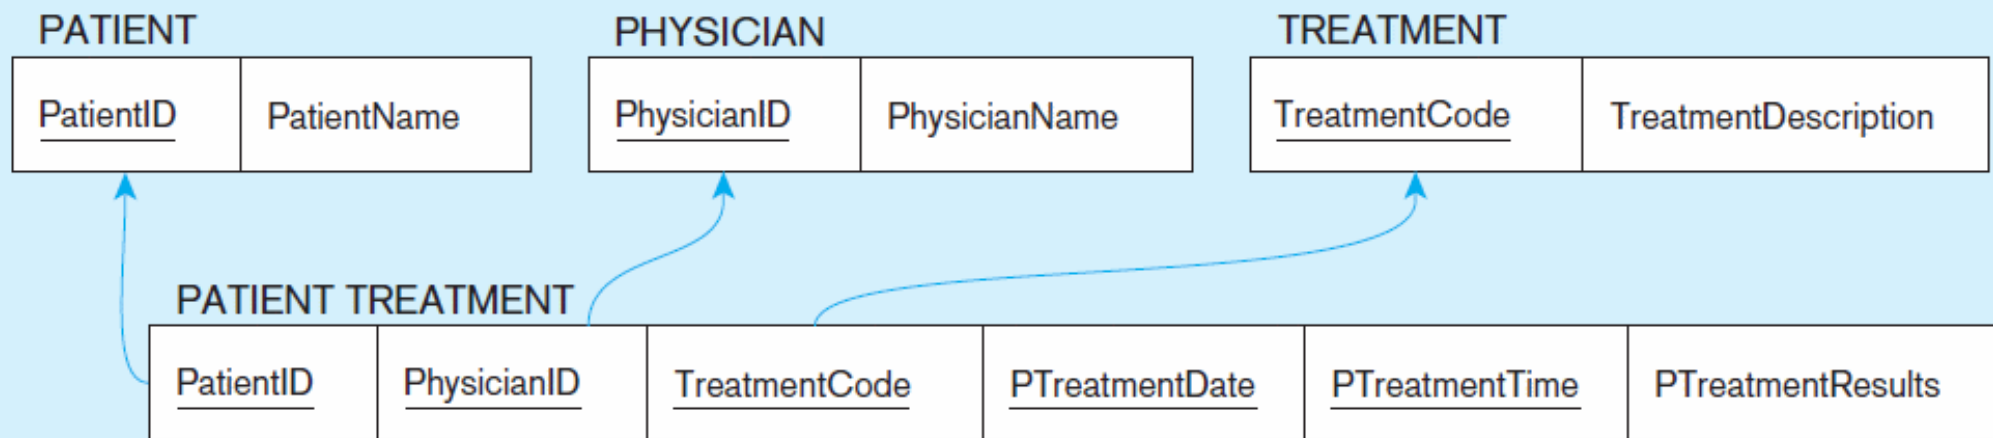 PATIENT PHYSICIAN TREATMENT
PatientID PatientName PhysicianID PhysicianName TreatmentCode TreatmentDescription
PATIENT TREATMENT
PatientID PhysicianID TreatmentCode PTreatmentDate PTreatmentTime PTreatmentResults